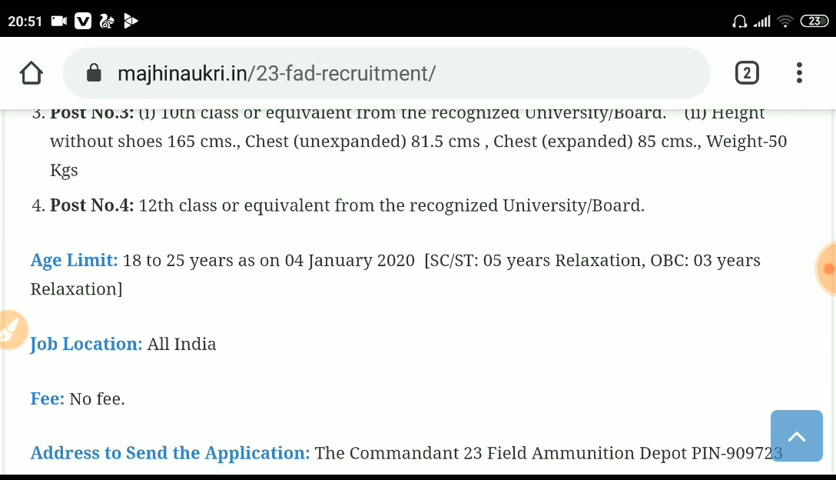 20:51
23
majhinaukri.in/23-fad-recruitment/
2
3. Post No.3: (i) 10th class or equivalent from the recognized University/Board. (ii) Height
without shoes 165 cms., Chest (unexpanded) 81.5 cms , Chest (expanded) 85 cms., Weight-50
Kgs
4. Post No.4: 12th class or equivalent from the recognized University/Board.
Age Limit: 18 to 25 years as on 04 January 2020 [SC/ST: 05 years Relaxation, OBC: 03 years
Relaxation]
Job Location: All India
Fee: No fee.
Address to Send the Application: The Commandant 23 Field Ammunition Depot PIN-909723